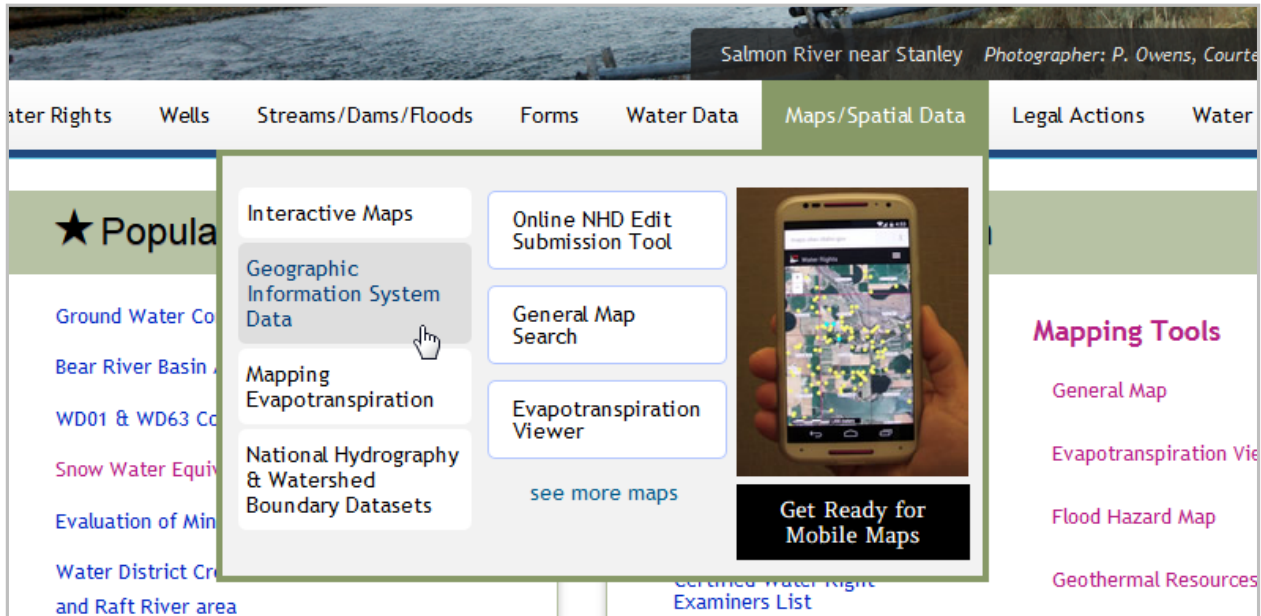 Salmon River near Stanley Photographer: P. Owens, Courte
ater Rights Wells Streams/Dams/Floods Forms Water Data Maps/Spatial Data Legal Actions Water
★ Popula
Ground Water Co
Bear River Basin
WD01 & WD63 Co
Snow Water Equiv
Evaluation of Min
Water District Cre
and Raft River area
Interactive Maps
Geographic
Information System
Data
Mapping
Evapotranspiration
National Hydrography
& Watershed
Boundary Datasets
Online NHD Edit
Submission Tool
General Map
Search
Evapotranspiration
Viewer
see more maps
Water Rights
Get Ready for
Mobile Maps
Certified Water Right
Examiners List
Mapping Tools
General Map
Evapotranspiration Vie
Flood Hazard Map
Geothermal Resources